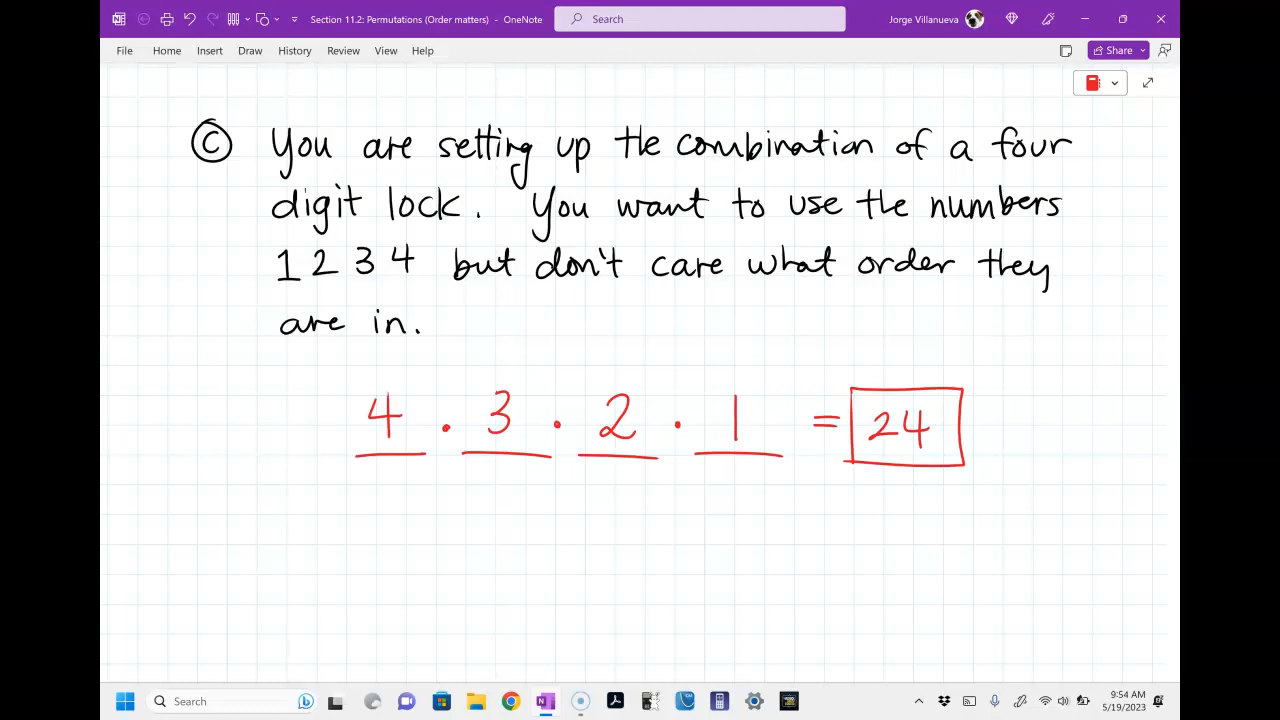 Section 11.2: Permutations (Order matters) - OneNote
Search
Jorge Villanueva
File Home Insert Draw History Review View Help
Share
C You are setting up the combination of a four
digit lock. You want to use the numbers
1 2 3 4 but don't care what order they
are in.
4 · 3 · 2 · 1 = 24
Search
9:54 AM
5/19/2023